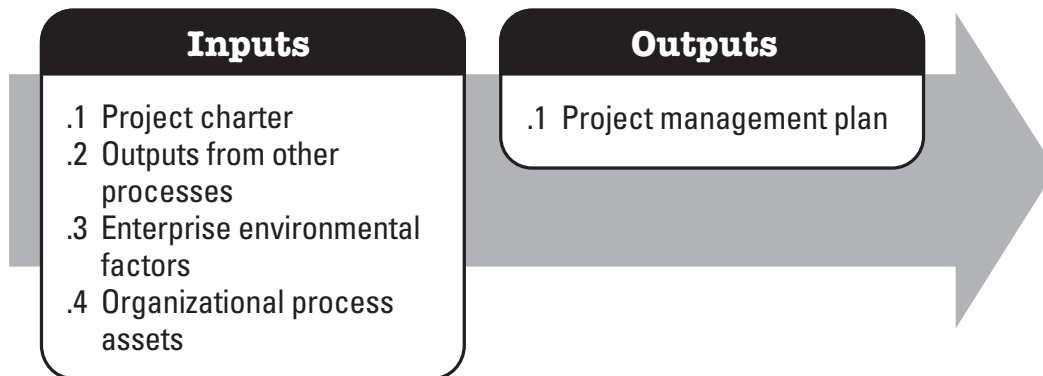 Inputs
.1 Project charter
.2 Outputs from other
processes
.3 Enterprise environmental
factors
.4 Organizational process
assets
Outputs
.1 Project management plan